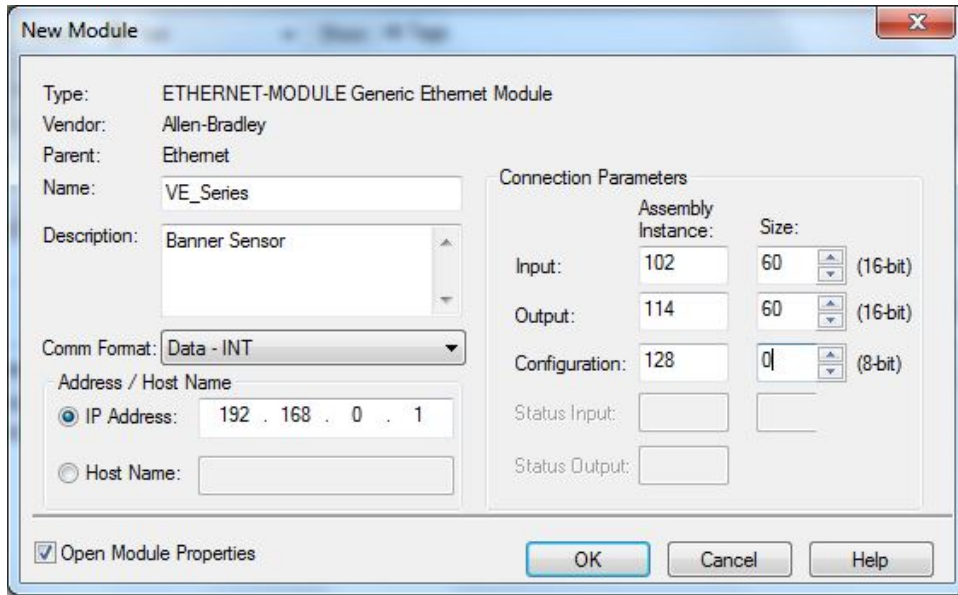 New Module
Type: ETHERNET-MODULE Generic Ethernet Module
Vendor: Allen-Bradley
Parent: Ethernet
Name: VE_Series
Description: Banner Sensor
Comm Format: Data - INT
Address / Host Name
IP Address: 192 . 168 . 0 . 1
Host Name:
Connection Parameters
Assembly
Instance: Size:
Input: 102 60 (16-bit)
Output: 114 60 (16-bit)
Configuration: 128 0 (8-bit)
Status Input:
Status Output:
Open Module Properties
OK Cancel Help